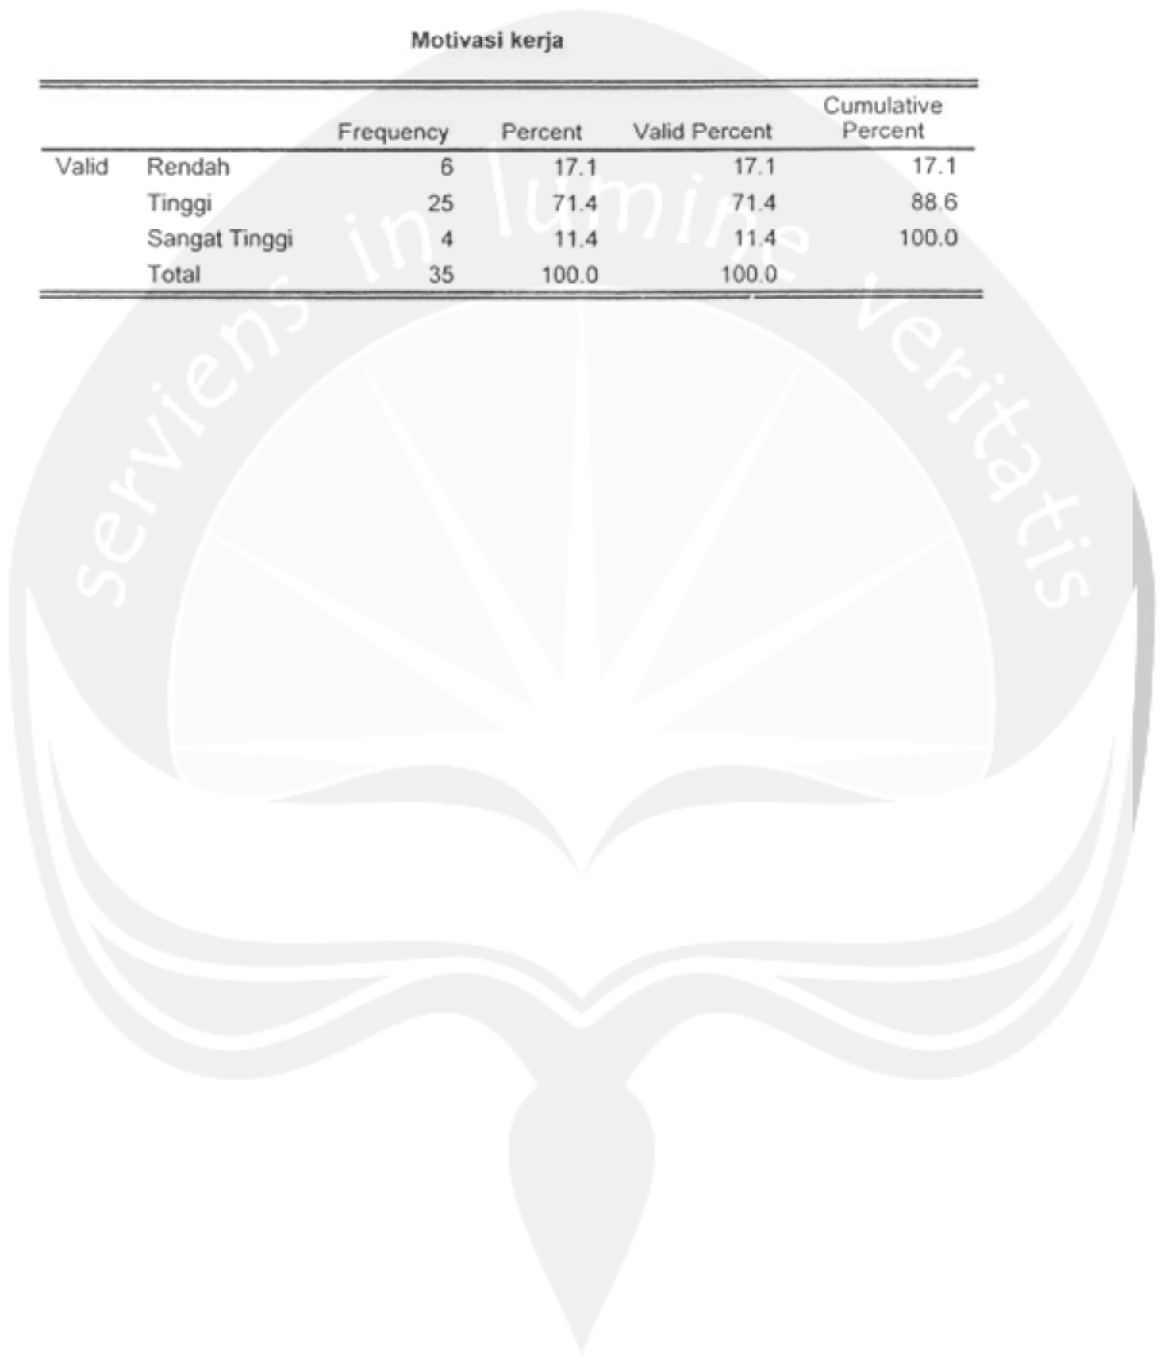 Motivasi kerja
Frequency Percent Valid Percent Cumulative Percent
Valid Rendah 6 17.1 17.1 17.1
Tinggi 25 71.4 71.4 88.6
Sangat Tinggi 4 11.4 11.4 100.0
Total 35 100.0 100.0
serviens in lumine veritatis